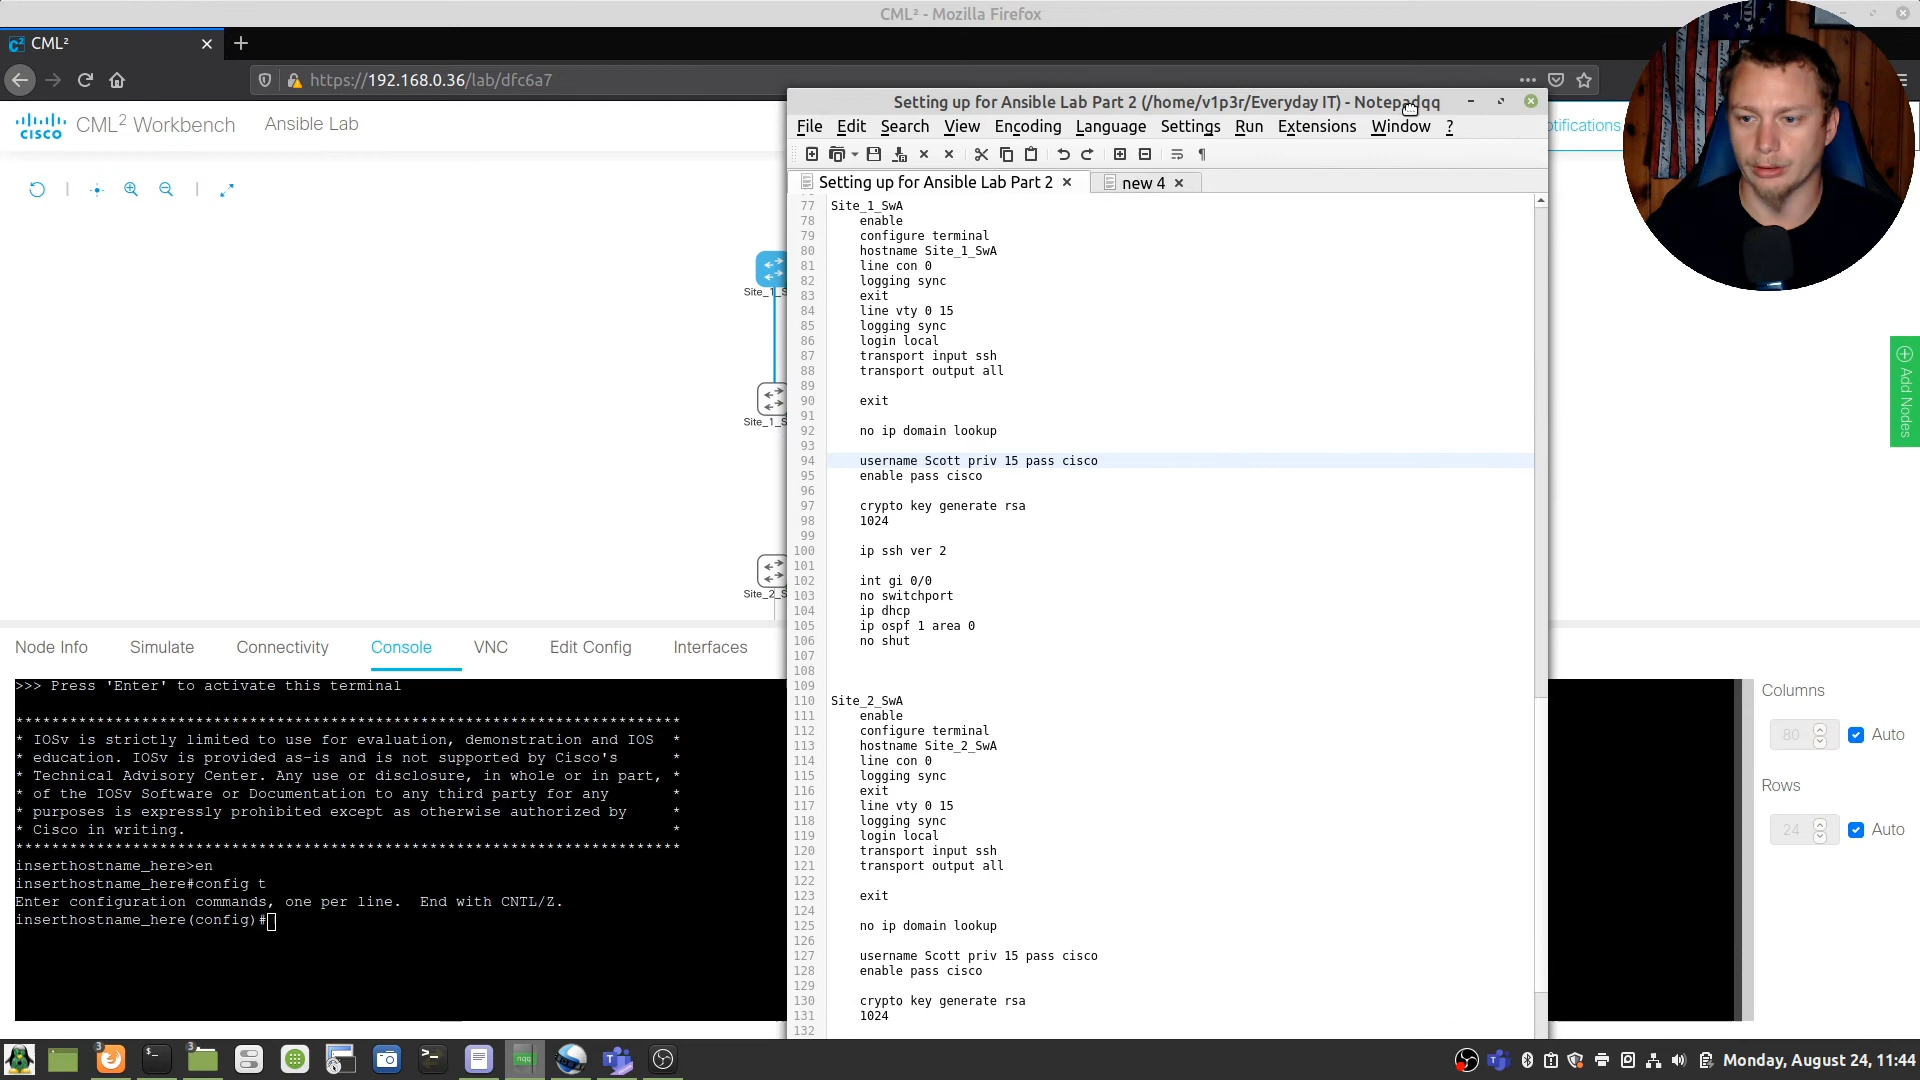 CML² - Mozilla Firefox
CML²
https://192.168.0.36/lab/dfc6a7
CISCO
CML² Workbench
Ansible Lab
otifications
Setting up for Ansible Lab Part 2 (/home/v1p3r/Everyday IT) - Notepadqq
File Edit Search View Encoding Language Settings Run Extensions Window ?
Setting up for Ansible Lab Part 2
new 4
77 Site_1_SwA
78 enable
79 configure terminal
80 hostname Site_1_SwA
81 line con 0
82 logging sync
83 exit
84 line vty 0 15
85 logging sync
86 login local
87 transport input ssh
88 transport output all
89
90 exit
91
92 no ip domain lookup
93
94 username Scott priv 15 pass cisco
95 enable pass cisco
96
97 crypto key generate rsa
98 1024
99
100 ip ssh ver 2
101
102 int gi 0/0
103 no switchport
104 ip dhcp
105 ip ospf 1 area 0
106 no shut
107
108
109
110 Site_2_SwA
111 enable
112 configure terminal
113 hostname Site_2_SwA
114 line con 0
115 logging sync
116 exit
117 line vty 0 15
118 logging sync
119 login local
120 transport input ssh
121 transport output all
122
123 exit
124
125 no ip domain lookup
126
127 username Scott priv 15 pass cisco
128 enable pass cisco
129
130 crypto key generate rsa
131 1024
132
Site_1_S
Site_1_S
Site_2_S
Add Nodes
Node Info Simulate Connectivity Console VNC Edit Config Interfaces
>>> Press 'Enter' to activate this terminal
**************************************************************************
* IOSv is strictly limited to use for evaluation, demonstration and IOS *
* education. IOSv is provided as-is and is not supported by Cisco's *
* Technical Advisory Center. Any use or disclosure, in whole or in part, *
* of the IOSv Software or Documentation to any third party for any *
* purposes is expressly prohibited except as otherwise authorized by *
* Cisco in writing. *
**************************************************************************
inserthostname_here>en
inserthostname_here#config t
Enter configuration commands, one per line. End with CNTL/Z.
inserthostname_here(config)#
Columns
80 Auto
Rows
24 Auto
3
3
nqq
Monday, August 24, 11:44